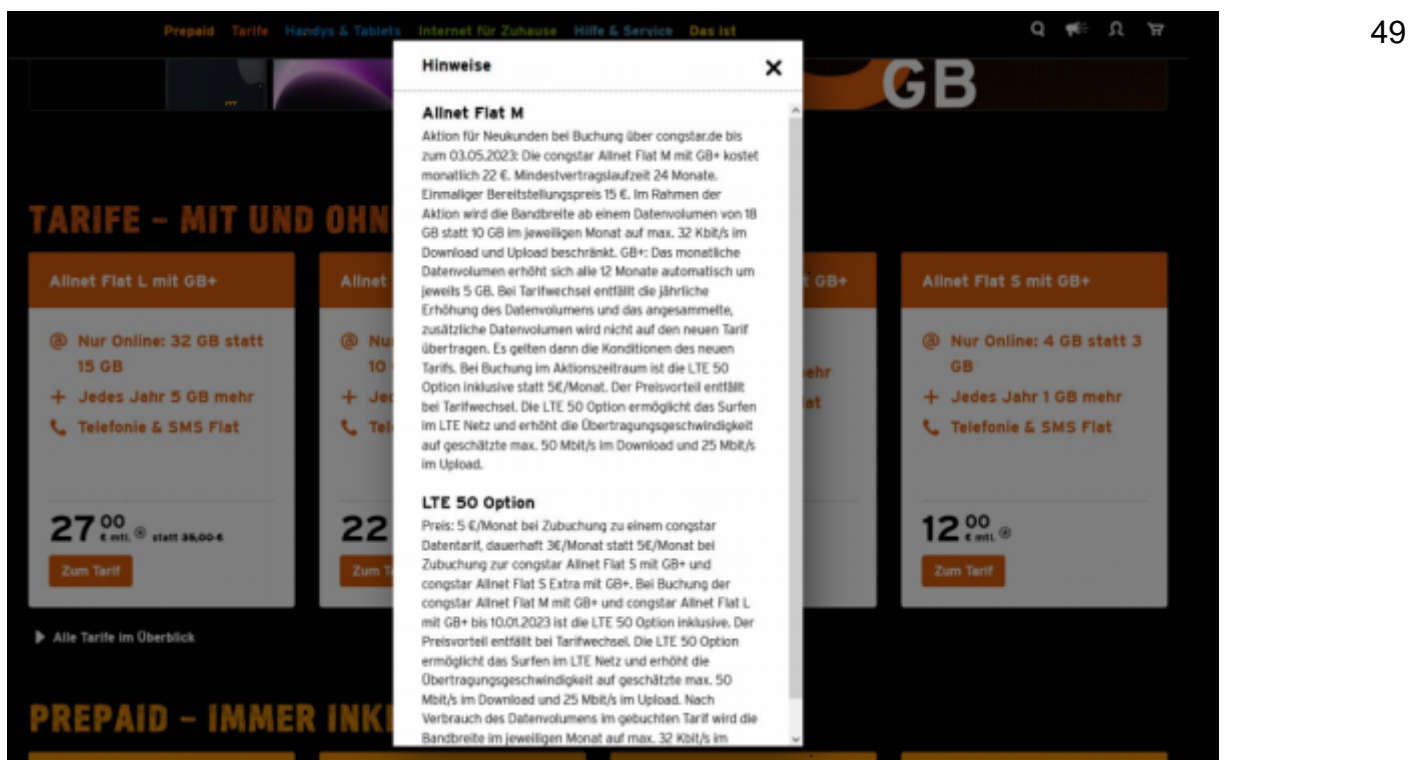 49
Prepaid Tarife Handys & Tablets Internet für Zuhause Hilfe & Service Das ist
GB
Hinweise
Allnet Flat M
Aktion für Neukunden bei Buchung über congstar.de bis
zum 03.05.2023: Die congstar Allnet Flat M mit GB+ kostet
monatlich 22 €. Mindestvertragslaufzeit 24 Monate.
Einmaliger Bereitstellungspreis 15 €. Im Rahmen der
Aktion wird die Bandbreite ab einem Datenvolumen von 18
GB statt 10 GB im jeweiligen Monat auf max. 32 Kbit/s im
Download und Upload beschränkt. GB+: Das monatliche
Datenvolumen erhöht sich alle 12 Monate automatisch um
jeweils 5 GB. Bei Tarifwechsel entfällt die jährliche
Erhöhung des Datenvolumens und das angesammelte,
zusätzliche Datenvolumen wird nicht auf den neuen Tarif
übertragen. Es gelten dann die Konditionen des neuen
Tarifs. Bei Buchung im Aktionszeitraum ist die LTE 50
Option inklusive statt 5€/Monat. Der Preisvorteil entfällt
bei Tarifwechsel. Die LTE 50 Option ermöglicht das Surfen
im LTE Netz und erhöht die Übertragungsgeschwindigkeit
auf geschätzte max. 50 Mbit/s im Download und 25 Mbit/s
im Upload.
LTE 50 Option
Preis: 5 €/Monat bei Zubuchung zu einem congstar
Datentarif, dauerhaft 3€/Monat statt 5€/Monat bei
Zubuchung zur congstar Allnet Flat S mit GB+ und
congstar Allnet Flat S Extra mit GB+. Bei Buchung der
congstar Allnet Flat M mit GB+ und congstar Allnet Flat L
mit GB+ bis 10.01.2023 ist die LTE 50 Option inklusive. Der
Preisvorteil entfällt bei Tarifwechsel. Die LTE 50 Option
ermöglicht das Surfen im LTE Netz und erhöht die
Übertragungsgeschwindigkeit auf geschätzte max. 50
Mbit/s im Download und 25 Mbit/s im Upload. Nach
Verbrauch des Datenvolumens im gebuchten Tarif wird die
Bandbreite im jeweiligen Monat auf max. 32 Kbit/s im
TARIFE – MIT UND OHN
Allnet Flat L mit GB+
@ Nur Online: 32 GB statt
15 GB
+ Jedes Jahr 5 GB mehr
Telefonie & SMS Flat
27 00
€ mtl. statt 35,00 €
Zum Tarif
Allnet
@ Nu
10
+ Je
Tel
22
Zum T
t GB+
ehr
at
Allnet Flat S mit GB+
@ Nur Online: 4 GB statt 3
GB
+ Jedes Jahr 1 GB mehr
Telefonie & SMS Flat
12 00
€ mtl.
Zum Tarif
Alle Tarife im Überblick
PREPAID – IMMER INKL